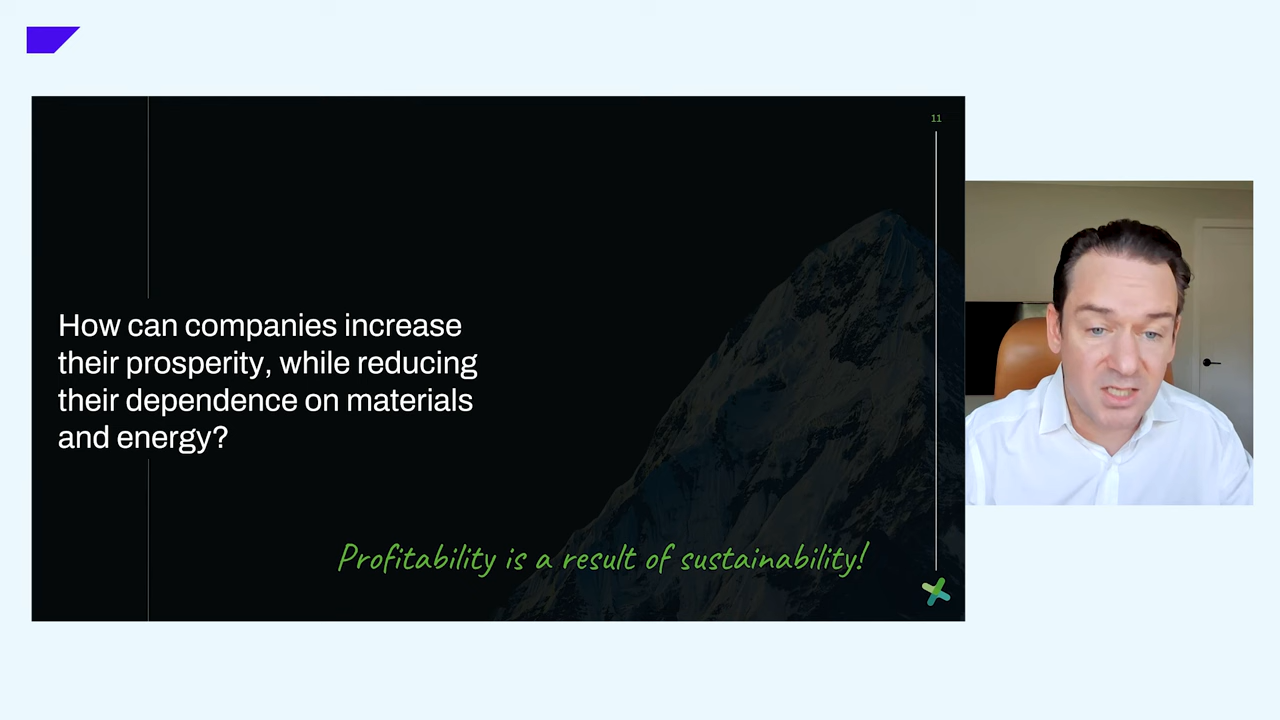 11
How can companies increase
their prosperity, while reducing
their dependence on materials
and energy?
Profitability is a result of sustainability!